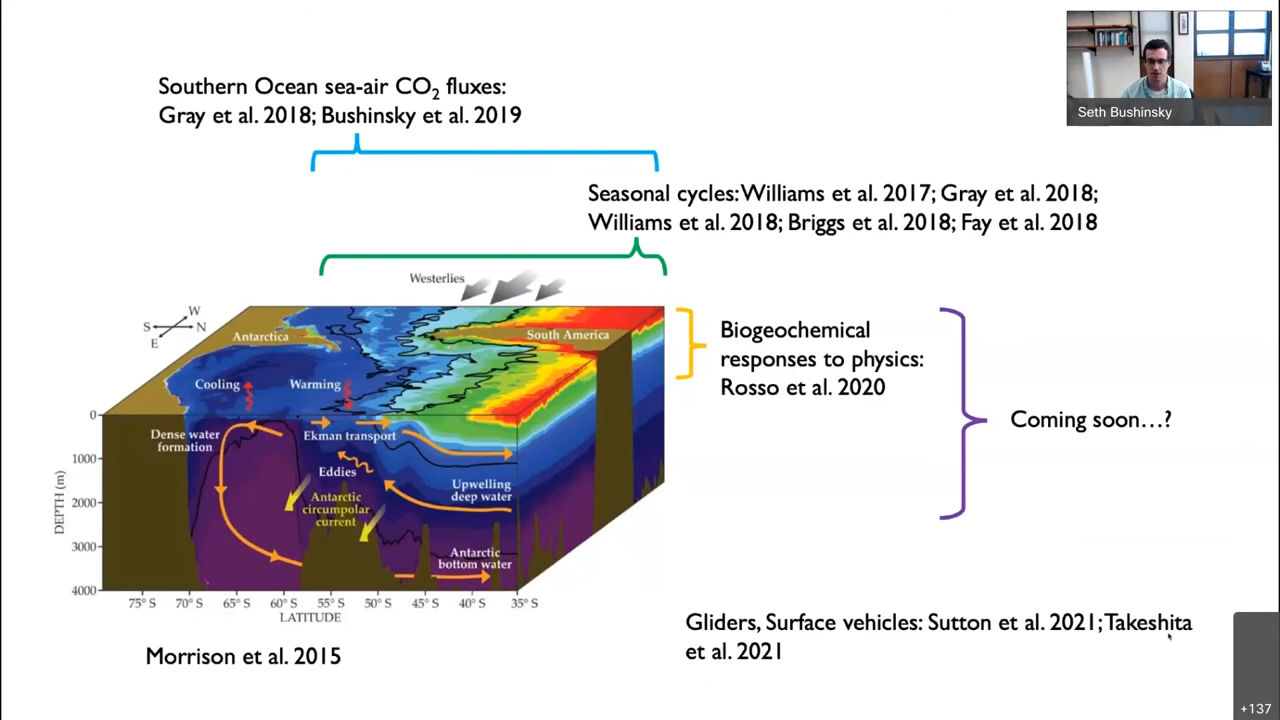 Southern Ocean sea-air CO₂ fluxes:
Gray et al. 2018; Bushinsky et al. 2019
Seth Bushinsky
Seasonal cycles: Williams et al. 2017; Gray et al. 2018;
Williams et al. 2018; Briggs et al. 2018; Fay et al. 2018
Westerlies
W
S
N
E
Antarctica
South America
Cooling
Warming
Biogeochemical
responses to physics:
Rosso et al. 2020
Coming soon...?
DEPTH (m)
0
1000
2000
3000
4000
Dense water
formation
Ekman transport
Eddies
Antarctic
circumpolar
current
Upwelling
deep water
Antarctic
bottom water
75° S
70° S
65° S
60° S
55° S
50° S
45° S
40° S
35° S
LATITUDE
Morrison et al. 2015
Gliders, Surface vehicles: Sutton et al. 2021; Takeshita
et al. 2021
+137